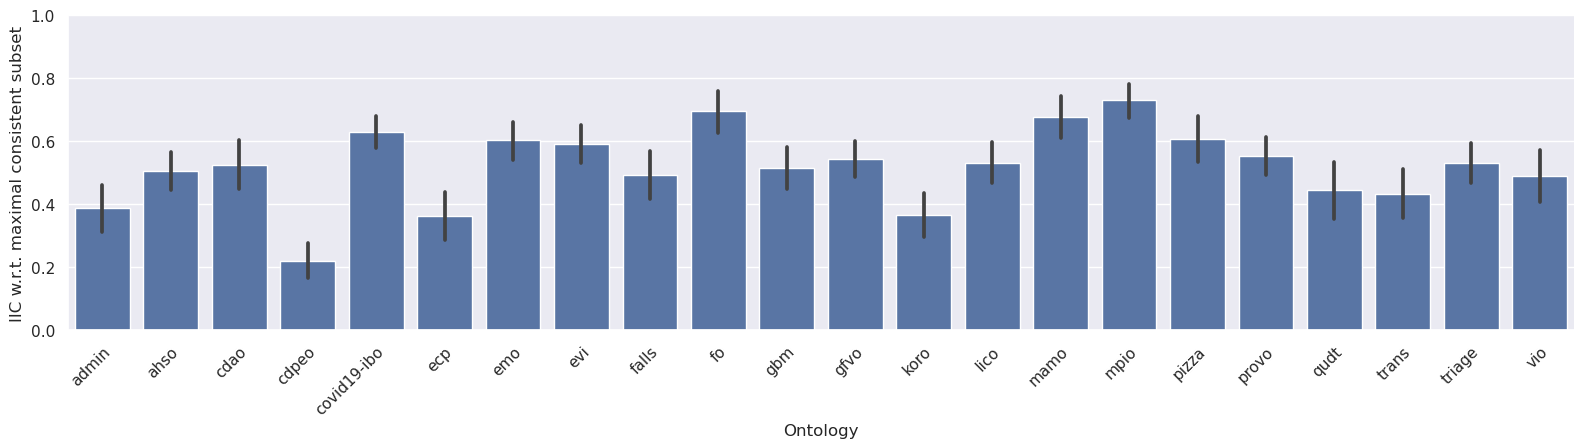 IIC w.r.t. maximal consistent subset
1.0
0.8
0.6
0.4
0.2
0.0
admin
ahso
cdao
cdpeo
covid19-ibo
ecp
emo
evi
falls
fo
gbm
gfvo
koro
lico
mamo
mpio
pizza
provo
qudt
trans
triage
vio
Ontology